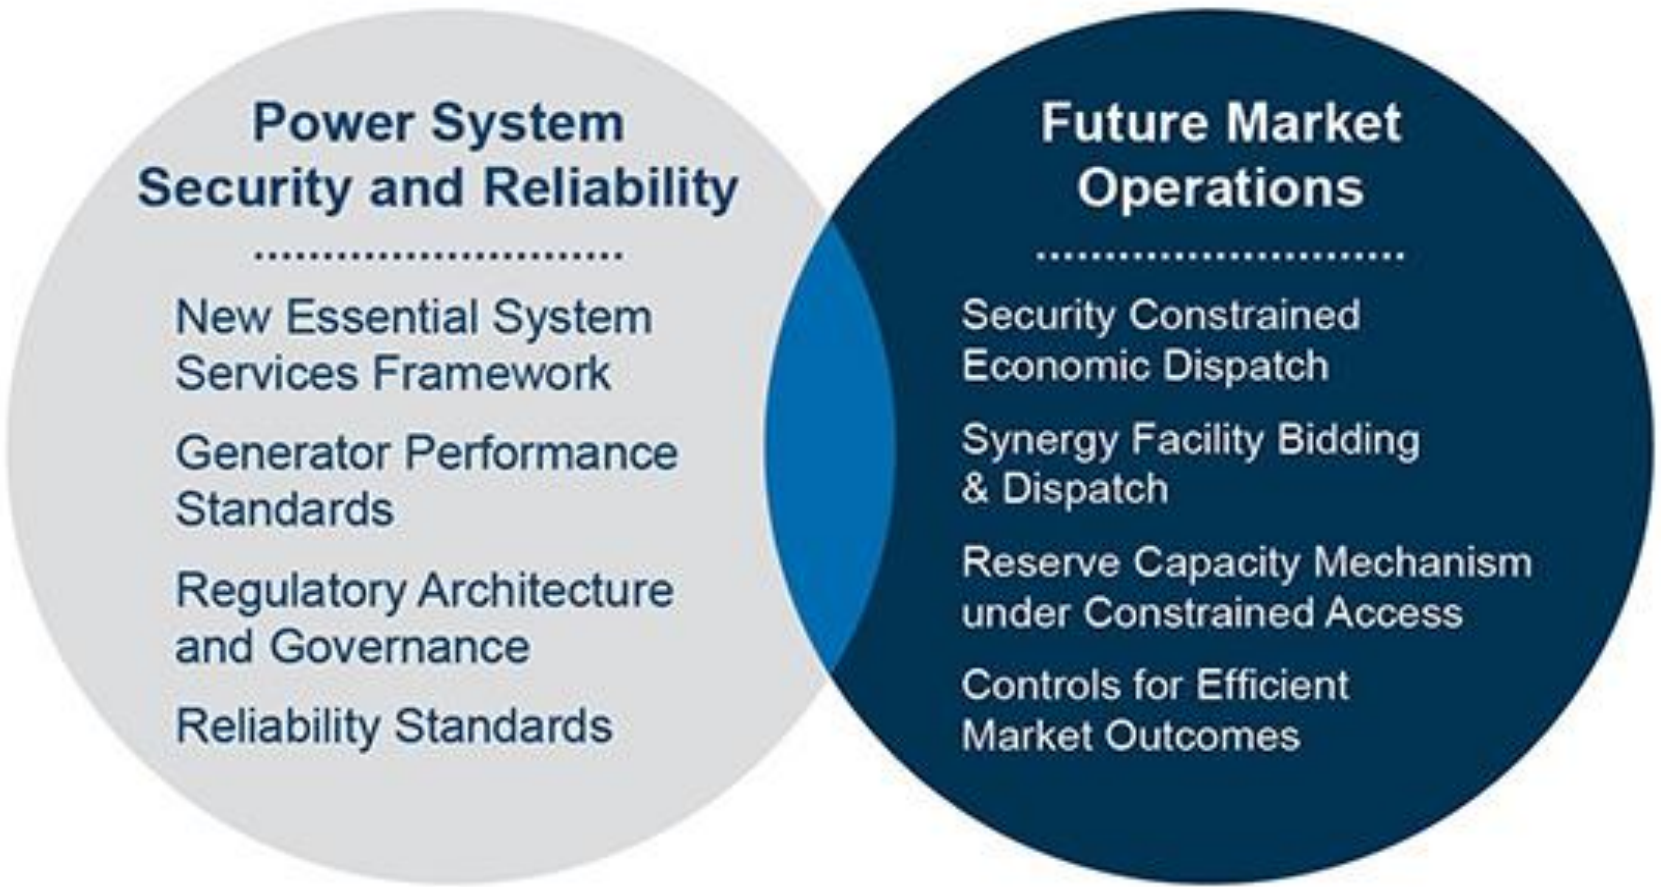 Power System
Security and Reliability
New Essential System
Services Framework
Generator Performance
Standards
Regulatory Architecture
and Governance
Reliability Standards
Future Market
Operations
Security Constrained
Economic Dispatch
Synergy Facility Bidding
& Dispatch
Reserve Capacity Mechanism
under Constrained Access
Controls for Efficient
Market Outcomes